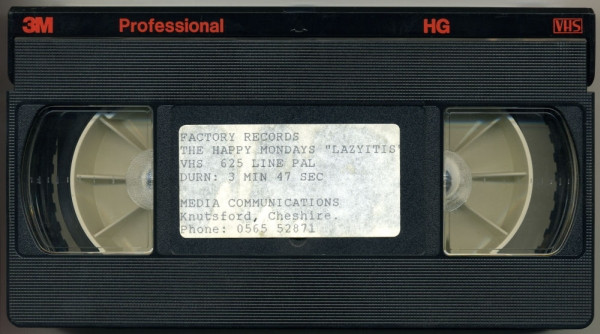 3M Professional HG VHS
FACTORY RECORDS
THE HAPPY MONDAYS "LAZYITIS"
VHS 625 LINE PAL
DURN: 3 MIN 47 SEC
MEDIA COMMUNICATIONS
Knutsford, Cheshire.
Phone: 0565 52871